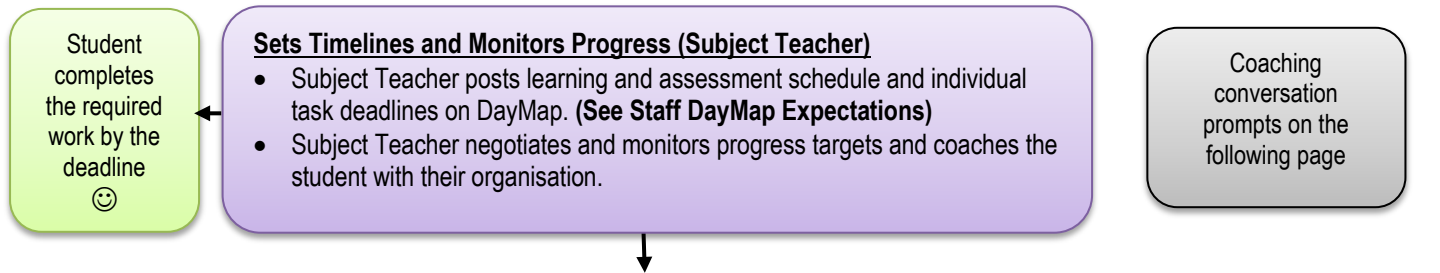 Student
completes
the required
work by the
deadline
☺
Sets Timelines and Monitors Progress (Subject Teacher)
• Subject Teacher posts learning and assessment schedule and individual
task deadlines on DayMap. (See Staff DayMap Expectations)
• Subject Teacher negotiates and monitors progress targets and coaches the
student with their organisation.
Coaching
conversation
prompts on the
following page